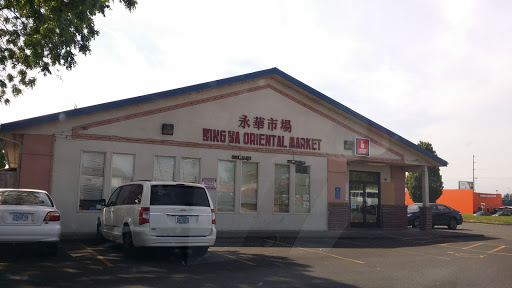 永華市場
WING WA ORIENTAL MARKET